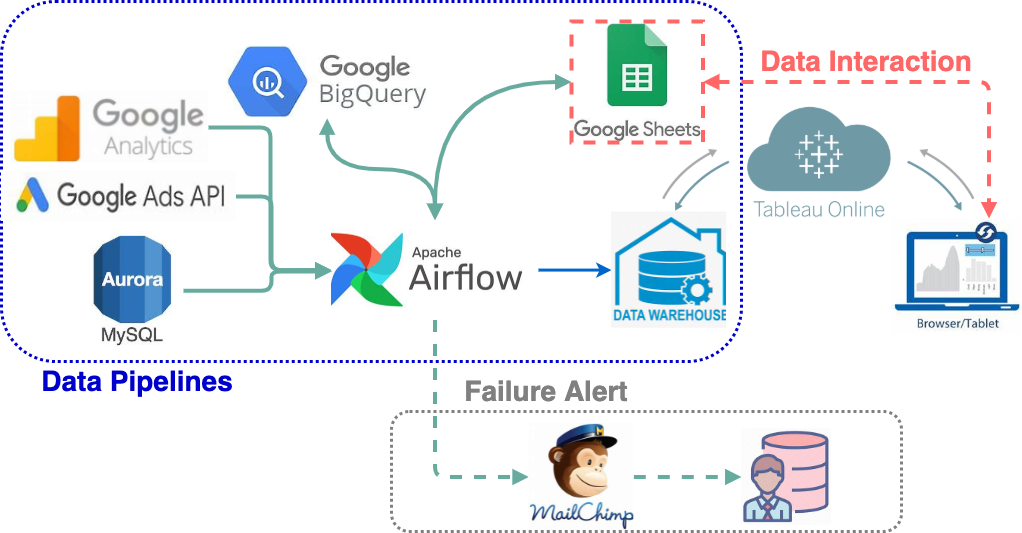 Google
BigQuery
Google Sheets
Data Interaction
Google
Analytics
Google Ads API
Tableau Online
Apache
Airflow
Aurora
MySQL
DATA WAREHOUSE
Browser/Tablet
Data Pipelines
Failure Alert
MailChimp